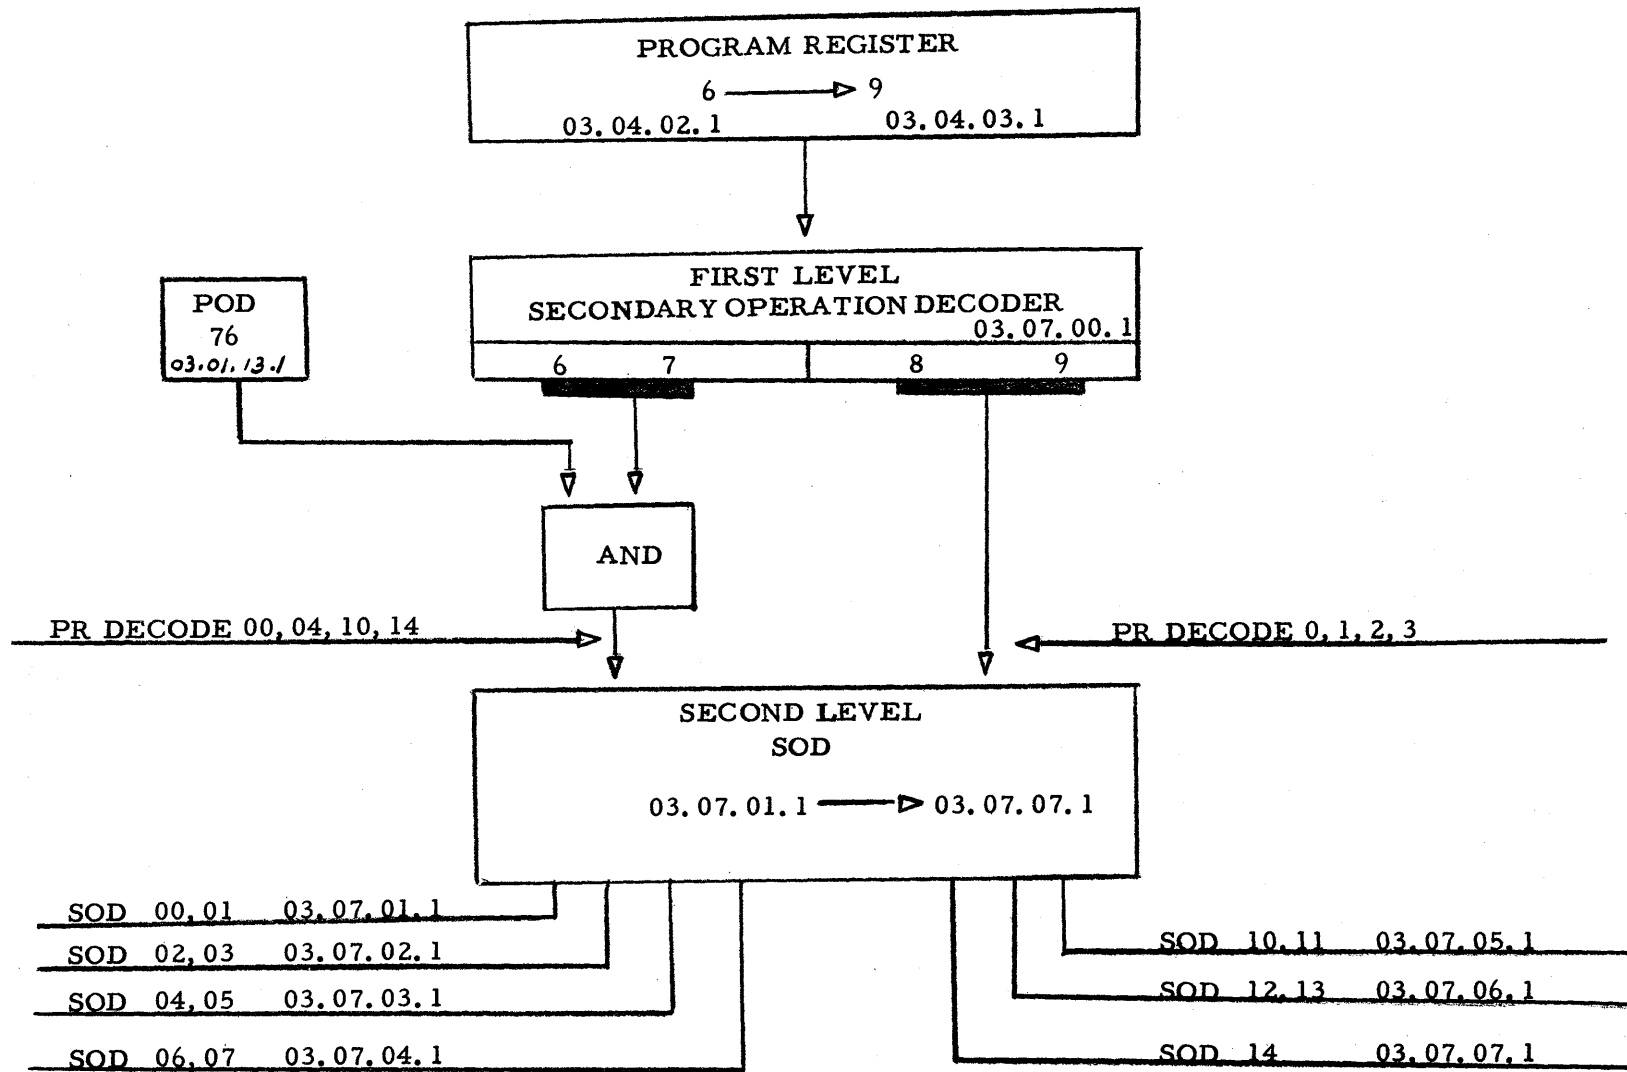 PROGRAM REGISTER
6 9
03.04.02.1 03.04.03.1
FIRST LEVEL
SECONDARY OPERATION DECODER
03.07.00.1
6 7 8 9
POD
76
03.01.13.1
AND
PR DECODE 00, 04, 10, 14
PR DECODE 0, 1, 2, 3
SECOND LEVEL
SOD
03.07.01.1 03.07.07.1
SOD 00,01 03.07.01.1
SOD 02,03 03.07.02.1
SOD 04,05 03.07.03.1
SOD 06,07 03.07.04.1
SOD 10,11 03.07.05.1
SOD 12,13 03.07.06.1
SOD 14 03.07.07.1